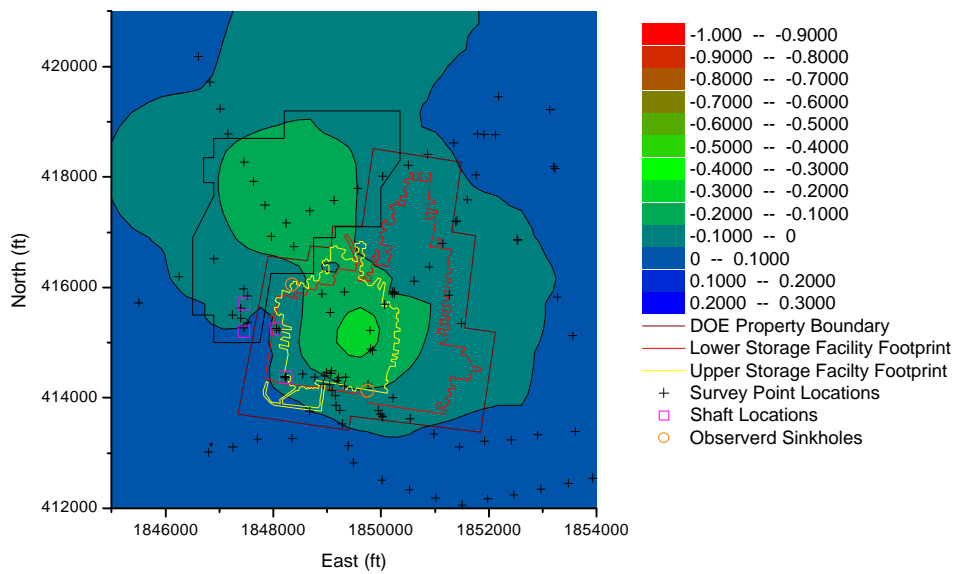 420000
418000
416000
414000
412000
North (ft)
1846000 1848000 1850000 1852000 1854000
East (ft)
-1.000 -- -0.9000
-0.9000 -- -0.8000
-0.8000 -- -0.7000
-0.7000 -- -0.6000
-0.6000 -- -0.5000
-0.5000 -- -0.4000
-0.4000 -- -0.3000
-0.3000 -- -0.2000
-0.2000 -- -0.1000
-0.1000 -- 0
0 -- 0.1000
0.1000 -- 0.2000
0.2000 -- 0.3000
DOE Property Boundary
Lower Storage Facility Footprint
Upper Storage Facilty Footprint
Survey Point Locations
Shaft Locations
Observerd Sinkholes